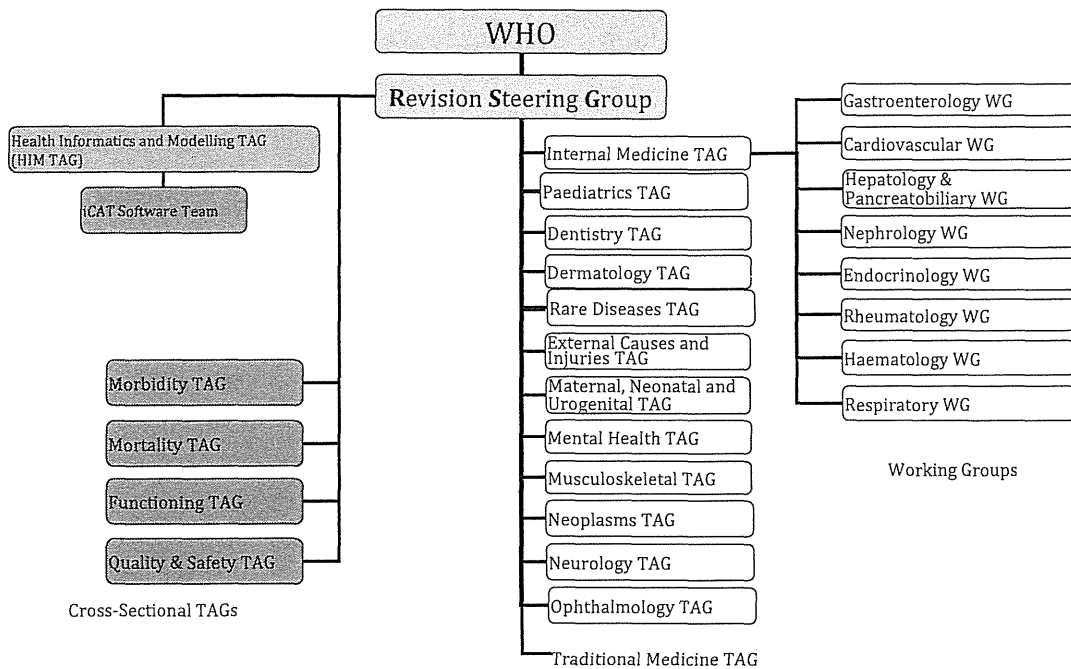 WHO
Revision Steering Group
Health Informatics and Modelling TAG
(HIM TAG)
iCAT Software Team
Morbidity TAG
Mortality TAG
Functioning TAG
Quality & Safety TAG
Cross-Sectional TAGs
Internal Medicine TAG
Paediatrics TAG
Dentistry TAG
Dermatology TAG
Rare Diseases TAG
External Causes and
Injuries TAG
Maternal, Neonatal and
Urogenital TAG
Mental Health TAG
Musculoskeletal TAG
Neoplasms TAG
Neurology TAG
Ophthalmology TAG
Traditional Medicine TAG
Gastroenterology WG
Cardiovascular WG
Hepatology &
Pancreatobiliary WG
Nephrology WG
Endocrinology WG
Rheumatology WG
Haematology WG
Respiratory WG
Working Groups